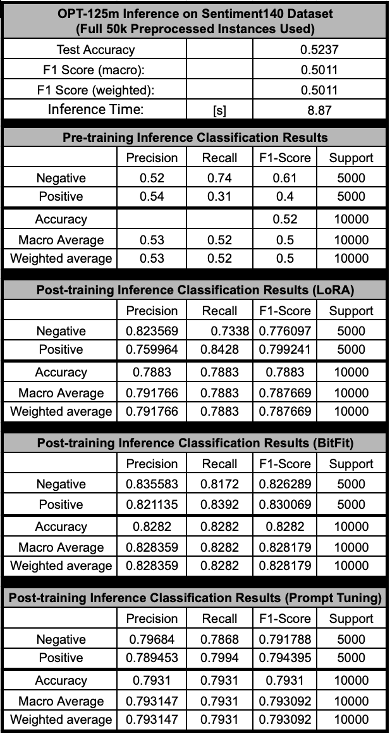 OPT-125m Inference on Sentiment140 Dataset
(Full 50k Preprocessed Instances Used)
Test Accuracy 0.5237
F1 Score (macro): 0.5011
F1 Score (weighted): 0.5011
Inference Time: [s] 8.87
Pre-training Inference Classification Results
Precision Recall F1-Score Support
Negative 0.52 0.74 0.61 5000
Positive 0.54 0.31 0.4 5000
Accuracy 0.52 10000
Macro Average 0.53 0.52 0.5 10000
Weighted average 0.53 0.52 0.5 10000
Post-training Inference Classification Results (LoRA)
Precision Recall F1-Score Support
Negative 0.823569 0.7338 0.776097 5000
Positive 0.759964 0.8428 0.799241 5000
Accuracy 0.7883 0.7883 0.7883 10000
Macro Average 0.791766 0.7883 0.787669 10000
Weighted average 0.791766 0.7883 0.787669 10000
Post-training Inference Classification Results (BitFit)
Precision Recall F1-Score Support
Negative 0.835583 0.8172 0.826289 5000
Positive 0.821135 0.8392 0.830069 5000
Accuracy 0.8282 0.8282 0.8282 10000
Macro Average 0.828359 0.8282 0.828179 10000
Weighted average 0.828359 0.8282 0.828179 10000
Post-training Inference Classification Results (Prompt Tuning)
Precision Recall F1-Score Support
Negative 0.79684 0.7868 0.791788 5000
Positive 0.789453 0.7994 0.794395 5000
Accuracy 0.7931 0.7931 0.7931 10000
Macro Average 0.793147 0.7931 0.793092 10000
Weighted average 0.793147 0.7931 0.793092 10000